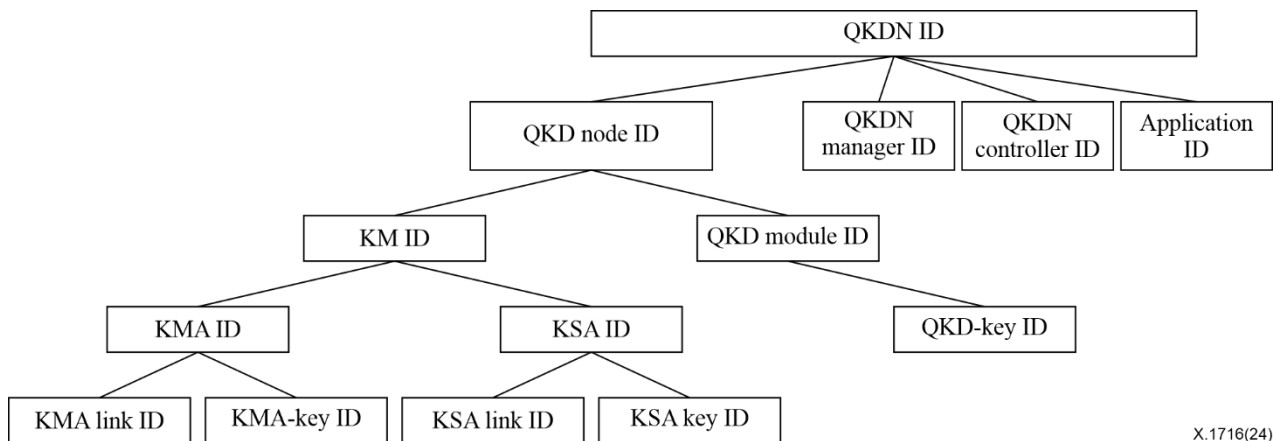 QKDN ID
QKD node ID
QKDN
manager ID
QKDN
controller ID
Application
ID
KM ID
QKD module ID
KMA ID
KSA ID
QKD-key ID
KMA link ID
KMA-key ID
KSA link ID
KSA key ID
X.1716(24)